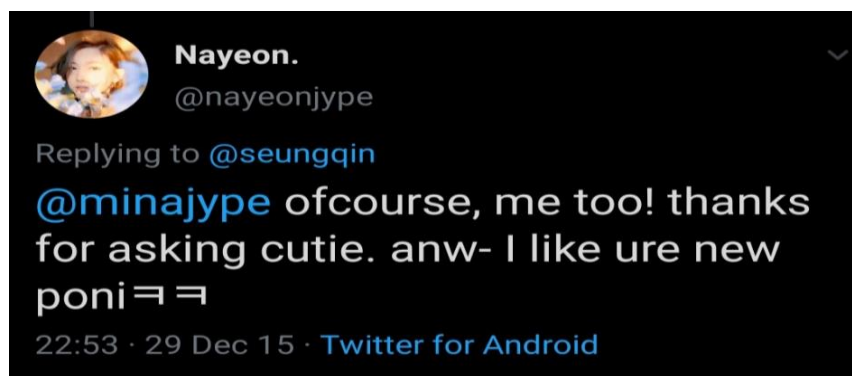 Nayeon.
@nayeonjype
Replying to @seungqin
@minajype ofcourse, me too! thanks
for asking cutie. anw- I like ure new
poniㅋㅋ
22:53 · 29 Dec 15 · Twitter for Android